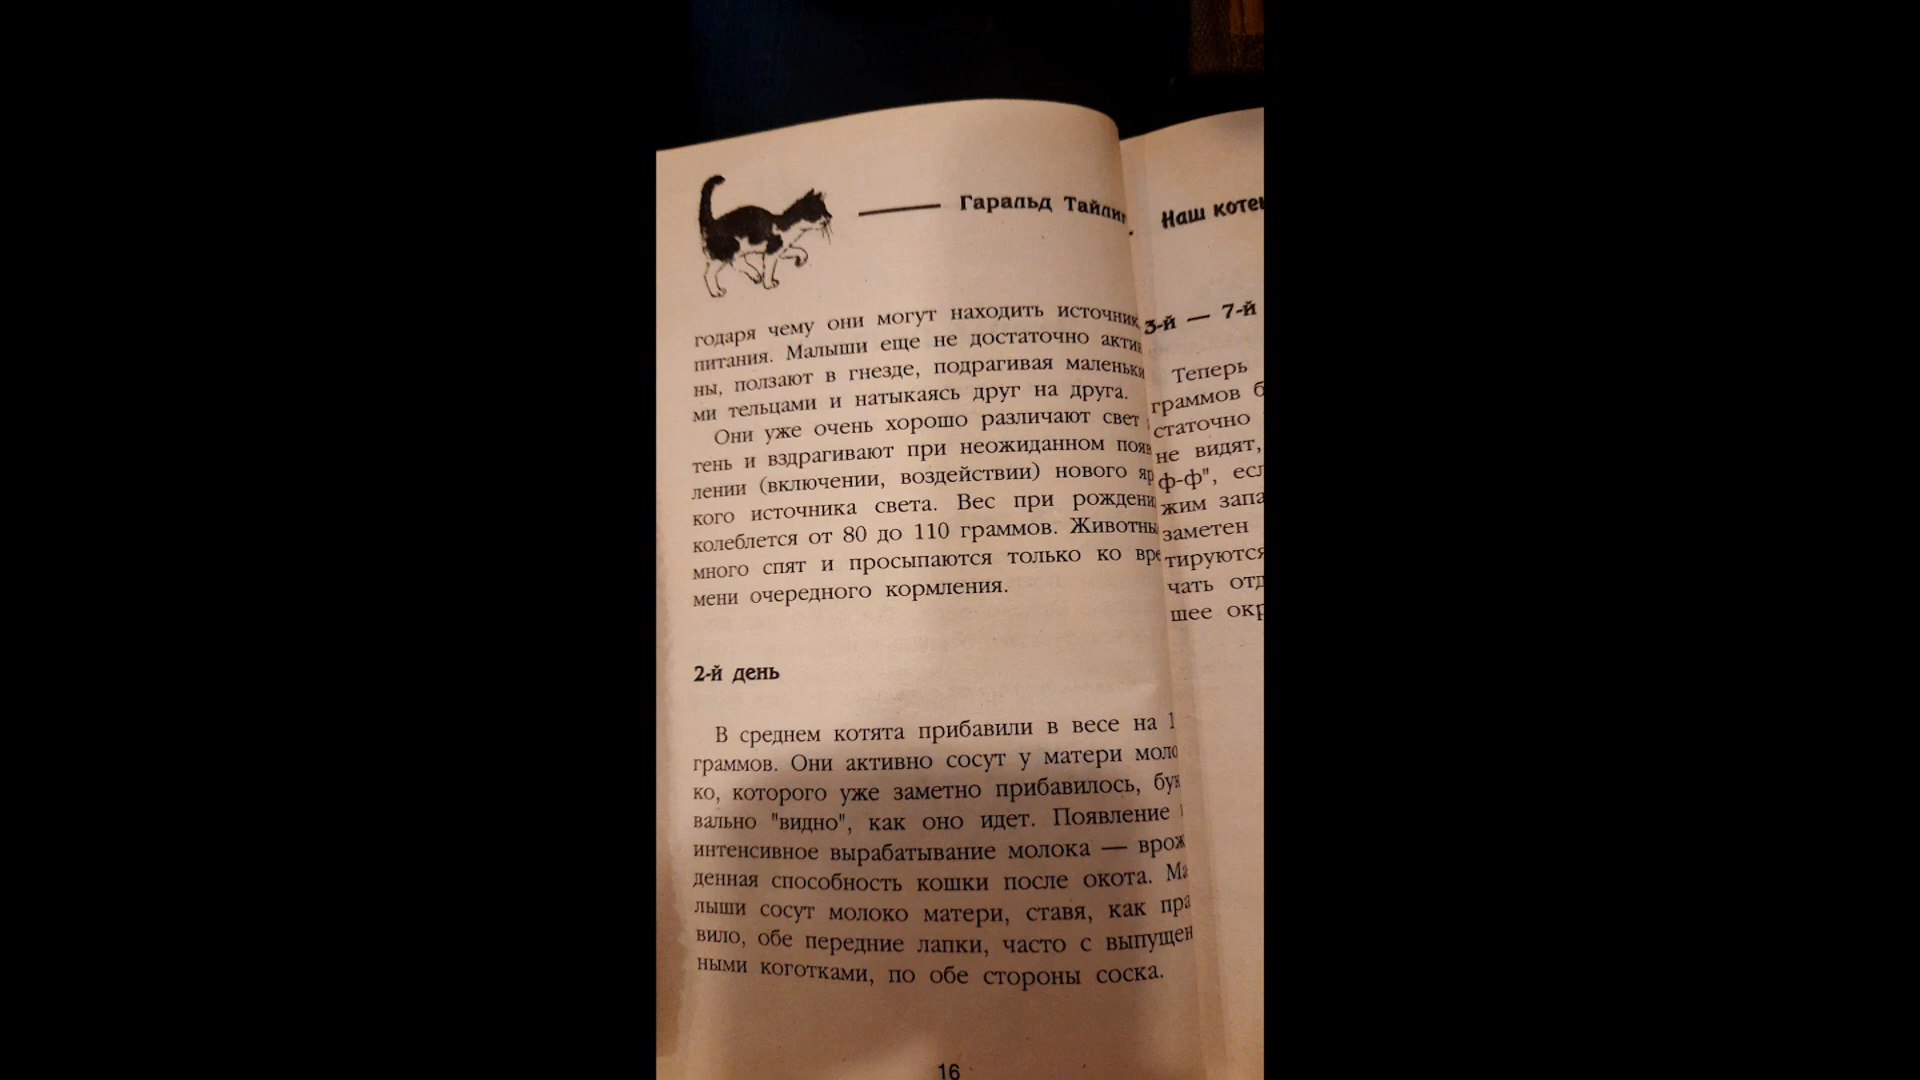 Гаральд Тайлиг
годаря чему они могут находить источник
питания. Малыши еще не достаточно актив
ны, ползают в гнезде, подрагивая маленьки
ми тельцами и натыкаясь друг на друга.
Они уже очень хорошо различают свет
тень и вздрагивают при неожиданном появ
лении (включении, воздействии) нового яр
кого источника света. Вес при рождени
колеблется от 80 до 110 граммов. Животны
много спят и просыпаются только ко вре
мени очередного кормления.
2-й день
В среднем котята прибавили в весе на 1
граммов. Они активно сосут у матери моло
ко, которого уже заметно прибавилось, бук
вально "видно", как оно идет. Появление
интенсивное вырабатывание молока — врож
денная способность кошки после окота. Ма
лыши сосут молоко матери, ставя, как пра
вило, обе передние лапки, часто с выпущен
ными коготками, по обе стороны соска.
16
Наш котен
3-й — 7-й
Теперь
граммов б
статочно
не видят,
ф-ф", есл
жим запа
заметен
тируются
чать отд
шее окр